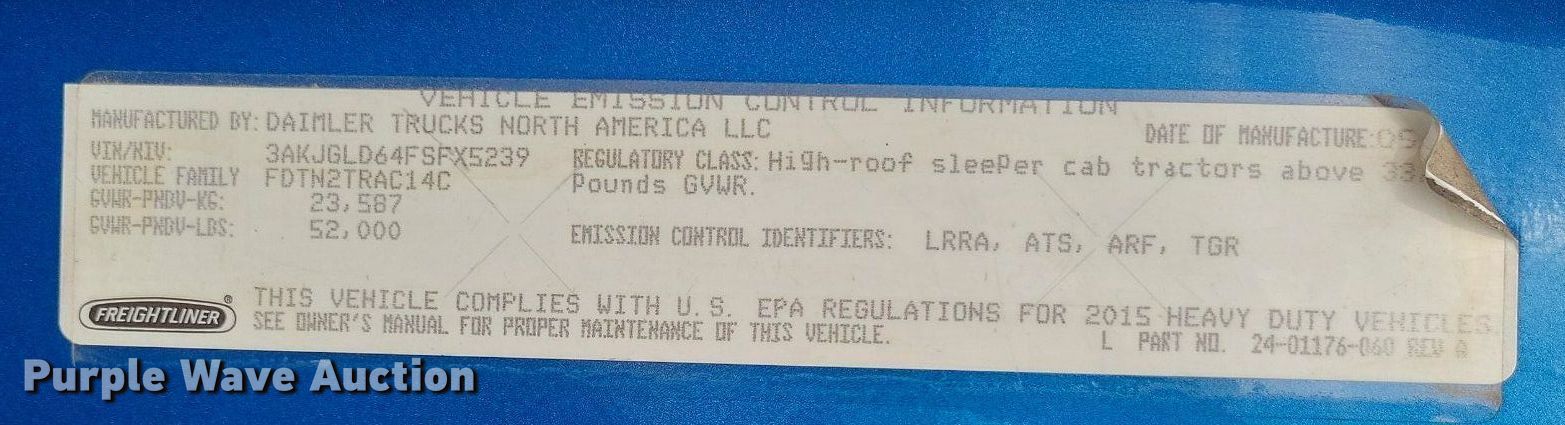 VEHICLE EMISSION CONTROL INFORMATION
MANUFACTURED BY: DAIMLER TRUCKS NORTH AMERICA LLC
DATE OF MANUFACTURE:
VIN/NIV: 3AKJGLD64FSFX5239
REGULATORY CLASS: High-roof sleeper cab tractors above 33,
VEHICLE FAMILY FDTN2TRAC14C
Pounds GVWR.
GVWR-PNBV-KG: 23,587
GVWR-PNBV-LBS: 52,000
EMISSION CONTROL IDENTIFIERS: LRRA, ATS, ARF, TGR
FREIGHTLINER®
THIS VEHICLE COMPLIES WITH U.S. EPA REGULATIONS FOR 2015 HEAVY DUTY VEHICLES
SEE OWNER'S MANUAL FOR PROPER MAINTENANCE OF THIS VEHICLE.
L PART NO. 24-01176-060 REV A
Purple Wave Auction